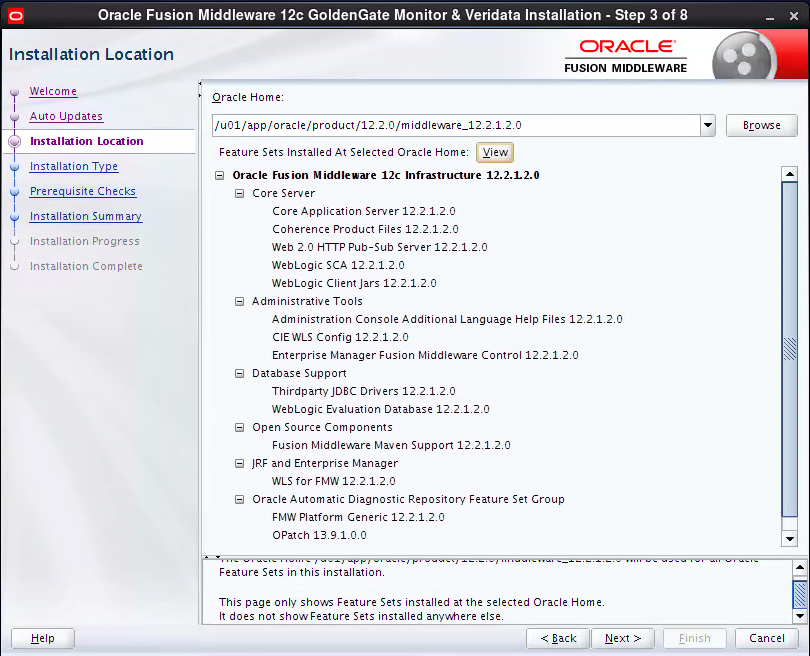 Oracle Fusion Middleware 12c GoldenGate Monitor & Veridata Installation - Step 3 of 8
Installation Location
ORACLE
FUSION MIDDLEWARE
Welcome
Auto Updates
Installation Location
Installation Type
Prerequisite Checks
Installation Summary
Installation Progress
Installation Complete
Oracle Home:
/u01/app/oracle/product/12.2.0/middleware_12.2.1.2.0
Browse
Feature Sets Installed At Selected Oracle Home: View
Oracle Fusion Middleware 12c Infrastructure 12.2.1.2.0
Core Server
Core Application Server 12.2.1.2.0
Coherence Product Files 12.2.1.2.0
Web 2.0 HTTP Pub-Sub Server 12.2.1.2.0
WebLogic SCA 12.2.1.2.0
WebLogic Client Jars 12.2.1.2.0
Administrative Tools
Administration Console Additional Language Help Files 12.2.1.2.0
CIE WLS Config 12.2.1.2.0
Enterprise Manager Fusion Middleware Control 12.2.1.2.0
Database Support
Thirdparty JDBC Drivers 12.2.1.2.0
WebLogic Evaluation Database 12.2.1.2.0
Open Source Components
Fusion Middleware Maven Support 12.2.1.2.0
JRF and Enterprise Manager
WLS for FMW 12.2.1.2.0
Oracle Automatic Diagnostic Repository Feature Set Group
FMW Platform Generic 12.2.1.2.0
OPatch 13.9.1.0.0
The Oracle Home /u01/app/oracle/product/12.2.0/middleware_12.2.1.2.0 will be used for all Oracle
Feature Sets in this installation.
This page only shows Feature Sets installed at the selected Oracle Home.
It does not show Feature Sets installed anywhere else.
Help
< Back
Next >
Finish
Cancel